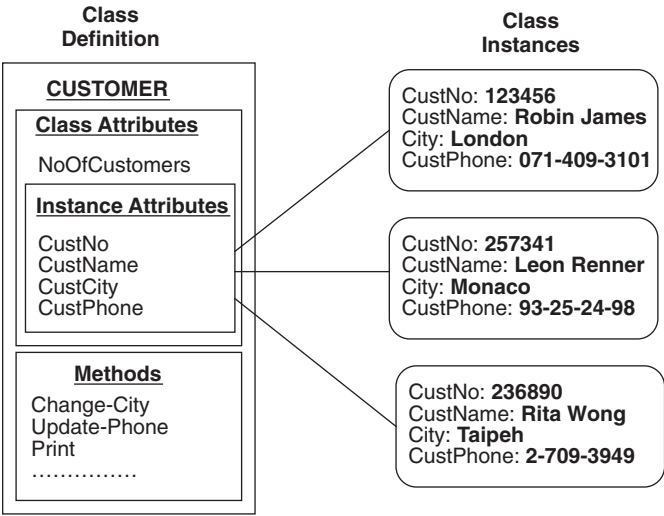 Class
Definition
CUSTOMER
Class Attributes
NoOfCustomers
Instance Attributes
CustNo
CustName
CustCity
CustPhone
Methods
Change-City
Update-Phone
Print
……………
Class
Instances
CustNo: 123456
CustName: Robin James
City: London
CustPhone: 071-409-3101
CustNo: 257341
CustName: Leon Renner
City: Monaco
CustPhone: 93-25-24-98
CustNo: 236890
CustName: Rita Wong
City: Taipeh
CustPhone: 2-709-3949